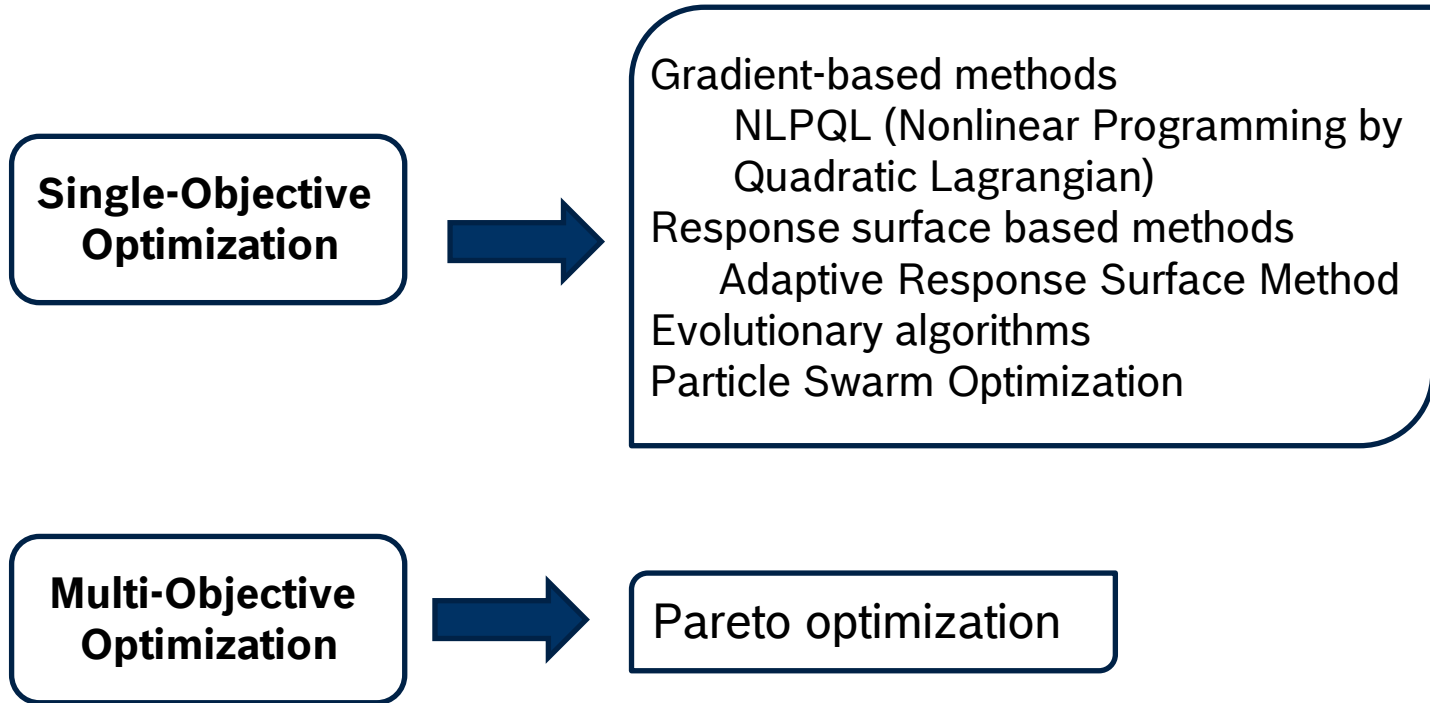 Single-Objective
Optimization
Gradient-based methods
NLPQL (Nonlinear Programming by
Quadratic Lagrangian)
Response surface based methods
Adaptive Response Surface Method
Evolutionary algorithms
Particle Swarm Optimization
Multi-Objective
Optimization
Pareto optimization